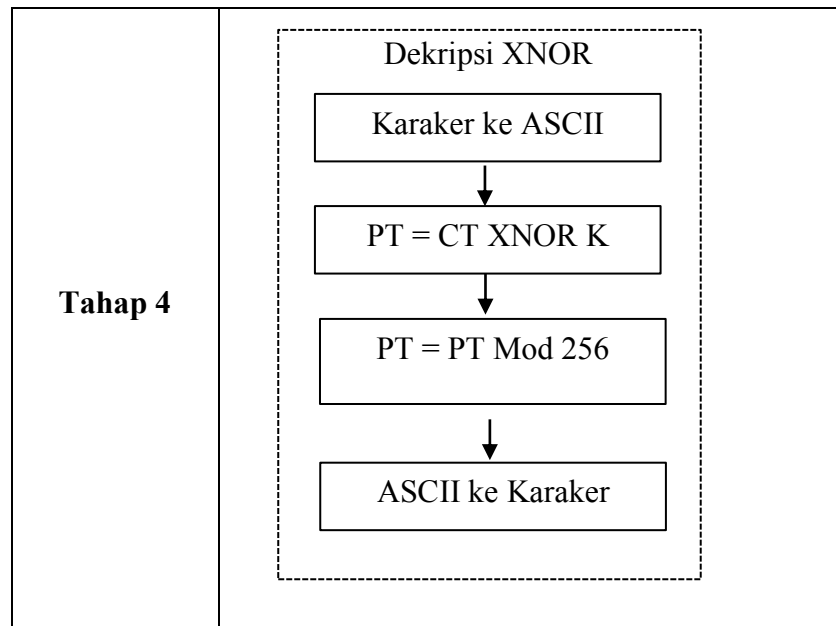 Tahap 4
Dekripsi XNOR
Karaker ke ASCII
PT = CT XNOR K
PT = PT Mod 256
ASCII ke Karaker